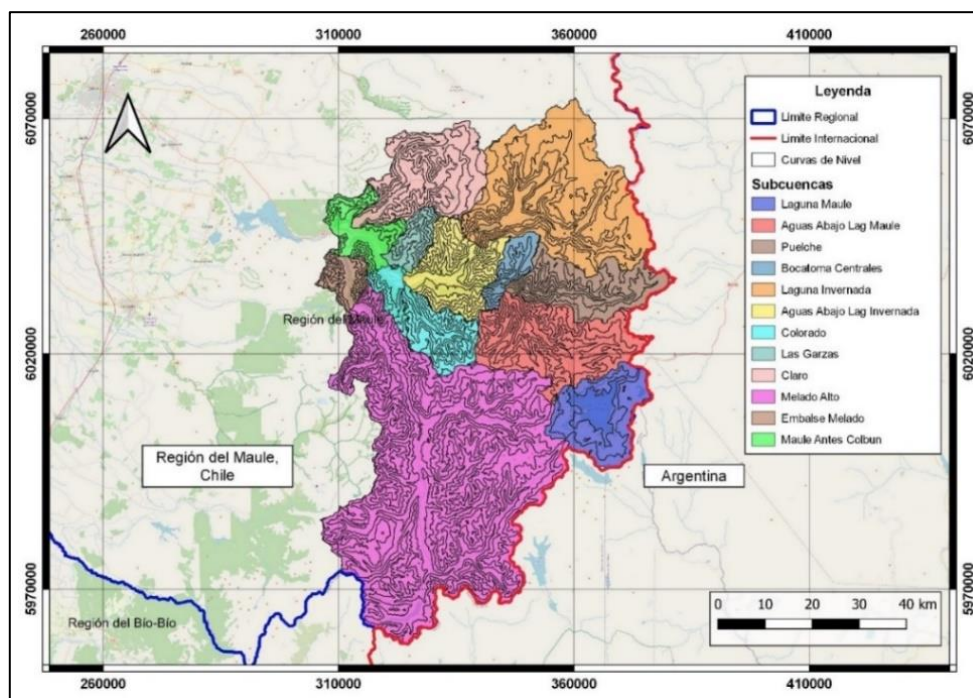 260000
310000
360000
410000
6070000
6070000
6020000
6020000
5970000
5970000
Leyenda
Limite Regional
Limite Internacional
Curvas de Nivel
Subcuencas
Laguna Maule
Aguas Abajo Lag Maule
Puelche
Bocatoma Centrales
Laguna Invernada
Aguas Abajo Lag Invernada
Colorado
Las Garzas
Claro
Melado Alto
Embalse Melado
Maule Antes Colbun
Región del Maule
Región del Maule,
Chile
Argentina
Región del Bío-Bío
0 10 20 30 40 km
260000
310000
360000
410000